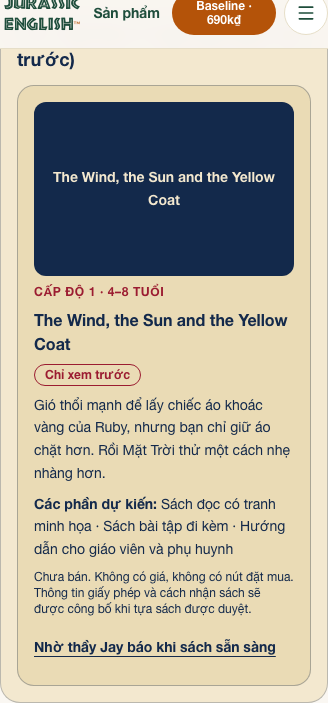 JURASSIC
ENGLISH™
Sản phẩm
Baseline ·
690k₫
trước)
The Wind, the Sun and the Yellow
Coat
CẤP ĐỘ 1 · 4–8 TUỔI
The Wind, the Sun and the Yellow
Coat
Chỉ xem trước
Gió thổi mạnh để lấy chiếc áo khoác
vàng của Ruby, nhưng bạn chỉ giữ áo
chặt hơn. Rồi Mặt Trời thử một cách nhẹ
nhàng hơn.
Các phần dự kiến: Sách đọc có tranh
minh họa · Sách bài tập đi kèm · Hướng
dẫn cho giáo viên và phụ huynh
Chưa bán. Không có giá, không có nút đặt mua.
Thông tin giấy phép và cách nhận sách sẽ
được công bố khi tựa sách được duyệt.
Nhờ thầy Jay báo khi sách sẵn sàng